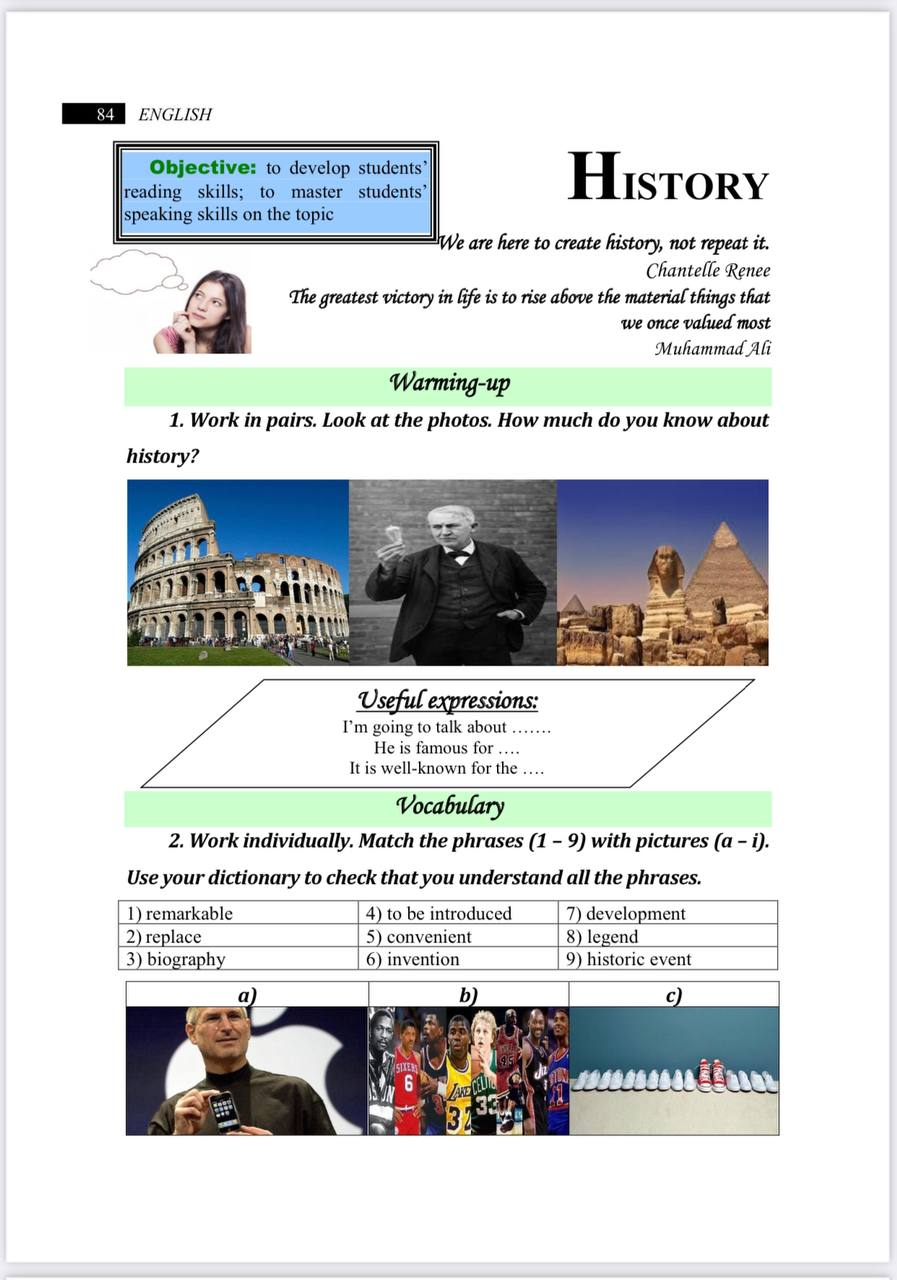 84 ENGLISH
Objective: to develop students’
reading skills; to master students’
speaking skills on the topic
HISTORY
We are here to create history, not repeat it.
Chantelle Renee
The greatest victory in life is to rise above the material things that
we once valued most
Muhammad Ali
Warming-up
1. Work in pairs. Look at the photos. How much do you know about
history?
Useful expressions:
I’m going to talk about …….
He is famous for ….
It is well-known for the ….
Vocabulary
2. Work individually. Match the phrases (1 – 9) with pictures (a – i).
Use your dictionary to check that you understand all the phrases.
1) remarkable 4) to be introduced 7) development
2) replace 5) convenient 8) legend
3) biography 6) invention 9) historic event
a) b) c)
SIXERS
6
33